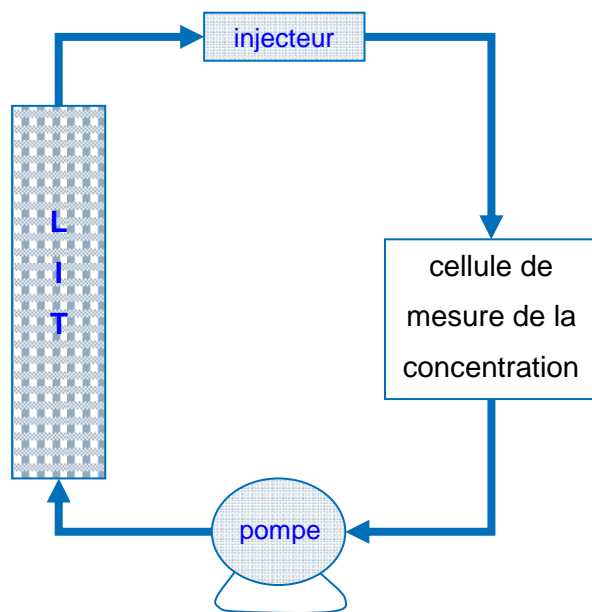 injecteur
L
I
T
cellule de
mesure de la
concentration
pompe